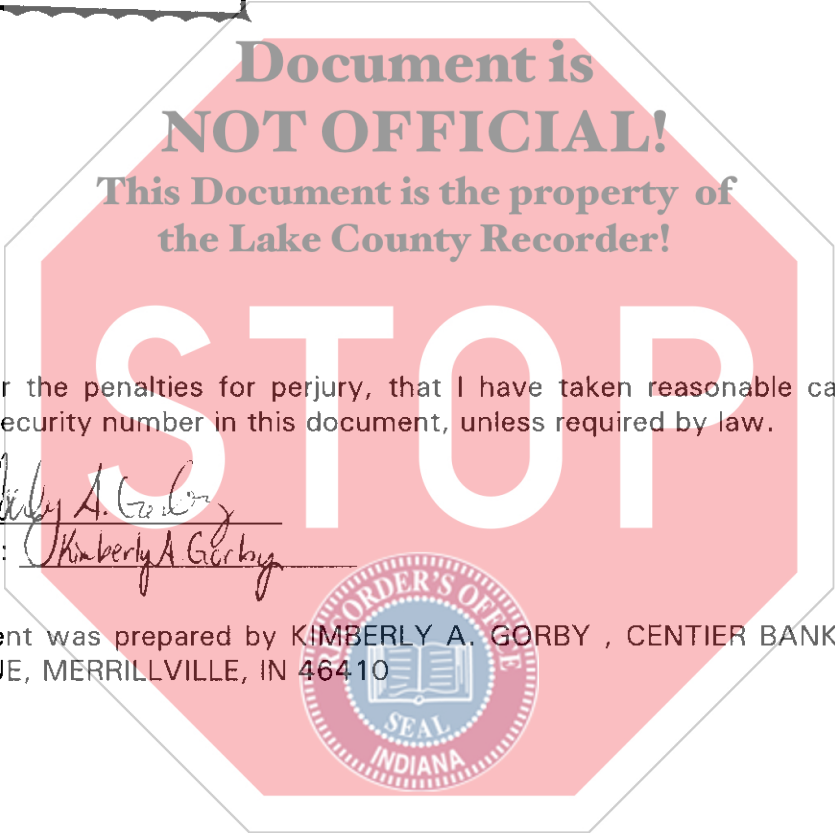 Document is
NOT OFFICIAL!
This Document is the property of
the Lake County Recorder!
STOP
r the penalties for perjury, that I have taken reasonable ca
ecurity number in this document, unless required by law.
berly A. Gorby
: Kimberly A. Gorby
RECORDER'S OFFICE
ent was prepared by KIMBERLY A. GORBY , CENTIER BANK
UE, MERRILLVILLE, IN 46410
SEAL
INDIANA